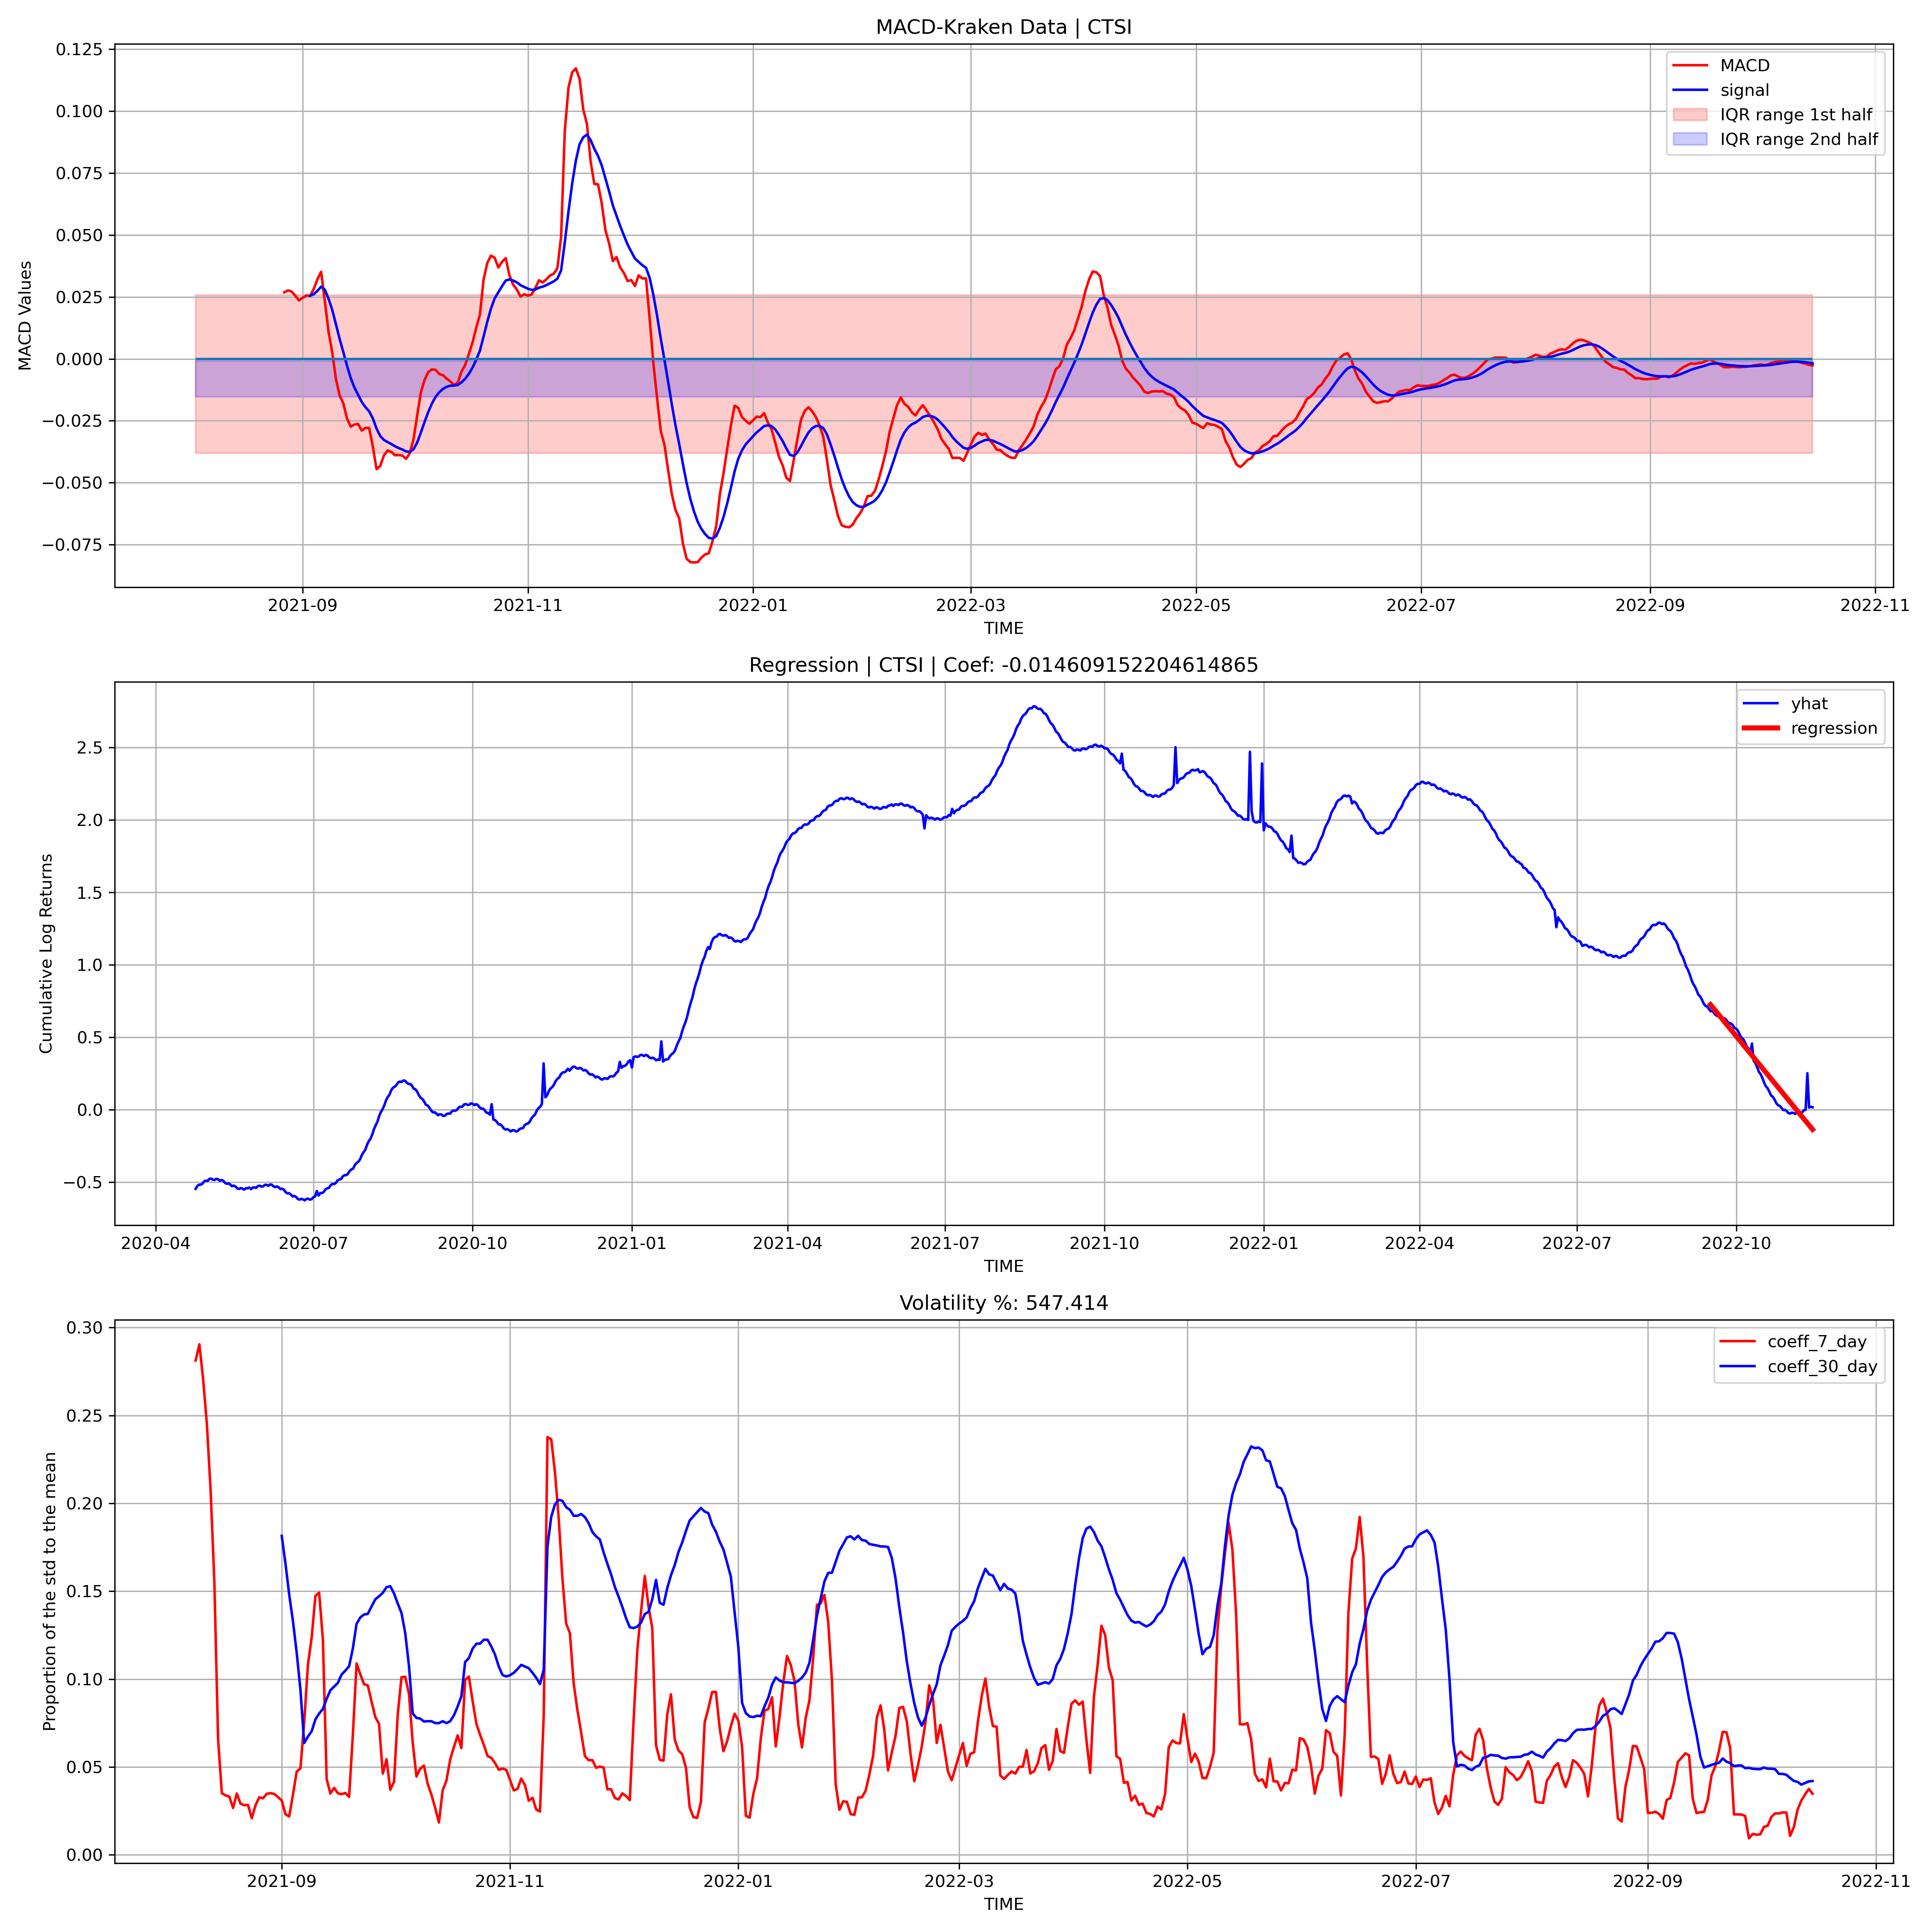 MACD-Kraken Data | CTSI
MACD Values
0.125
0.100
0.075
0.050
0.025
0.000
−0.025
−0.050
−0.075
MACD
signal
IQR range 1st half
IQR range 2nd half
2021-09 2021-11 2022-01 2022-03 2022-05 2022-07 2022-09 2022-11
TIME
Regression | CTSI | Coef: -0.014609152204614865
Cumulative Log Returns
2.5
2.0
1.5
1.0
0.5
0.0
−0.5
yhat
regression
2020-04 2020-07 2020-10 2021-01 2021-04 2021-07 2021-10 2022-01 2022-04 2022-07 2022-10
TIME
Volatility %: 547.414
Proportion of the std to the mean
0.30
0.25
0.20
0.15
0.10
0.05
0.00
coeff_7_day
coeff_30_day
2021-09 2021-11 2022-01 2022-03 2022-05 2022-07 2022-09 2022-11
TIME